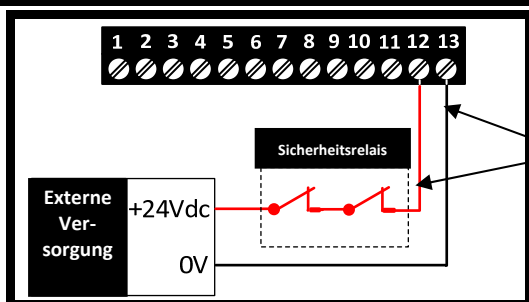 1 2 3 4 5 6 7 8 9 10 11 12 13
Sicherheitsrelais
Externe
Ver-
sorgung
+24Vdc
0V